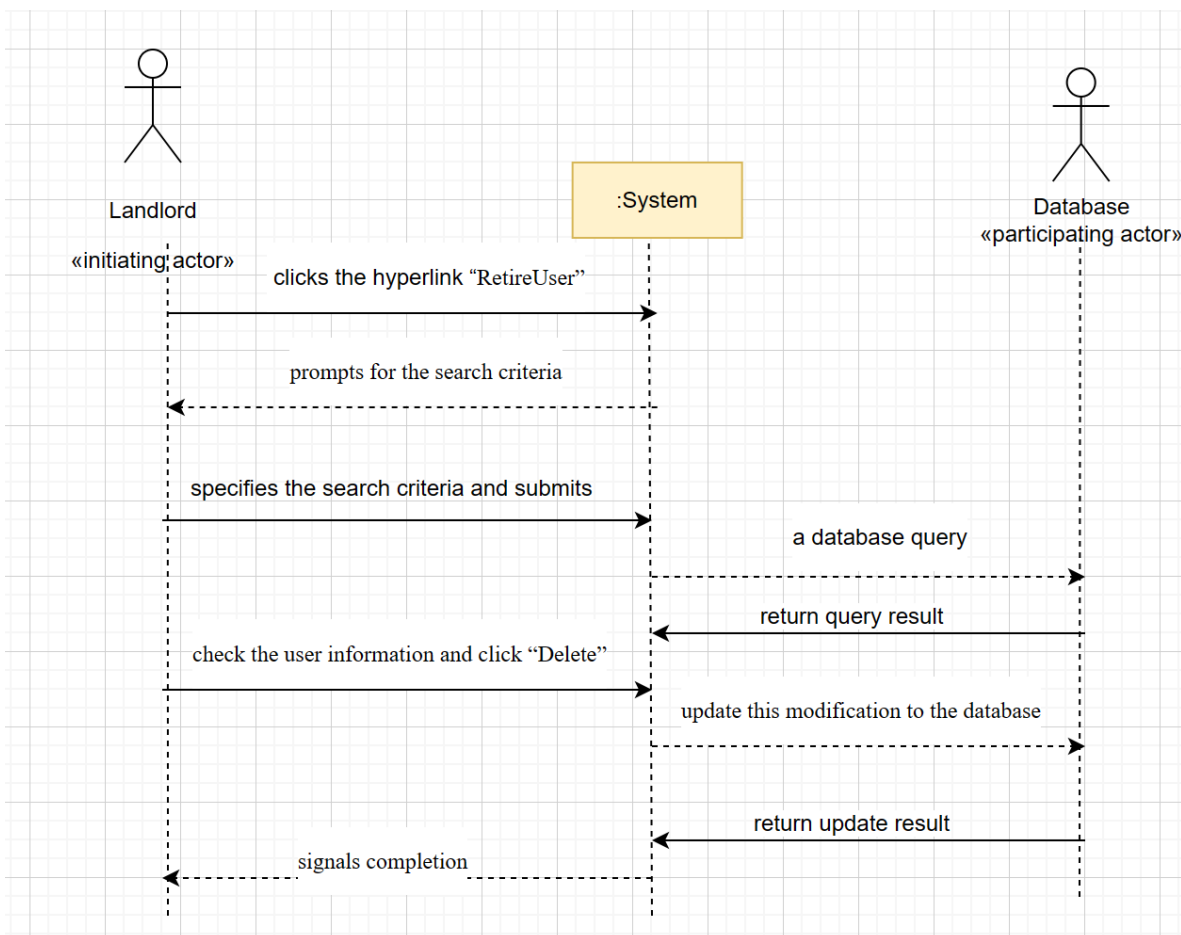 Landlord
«initiating actor»
:System
Database
«participating actor»
clicks the hyperlink “RetireUser”
prompts for the search criteria
specifies the search criteria and submits
a database query
return query result
check the user information and click “Delete”
update this modification to the database
return update result
signals completion